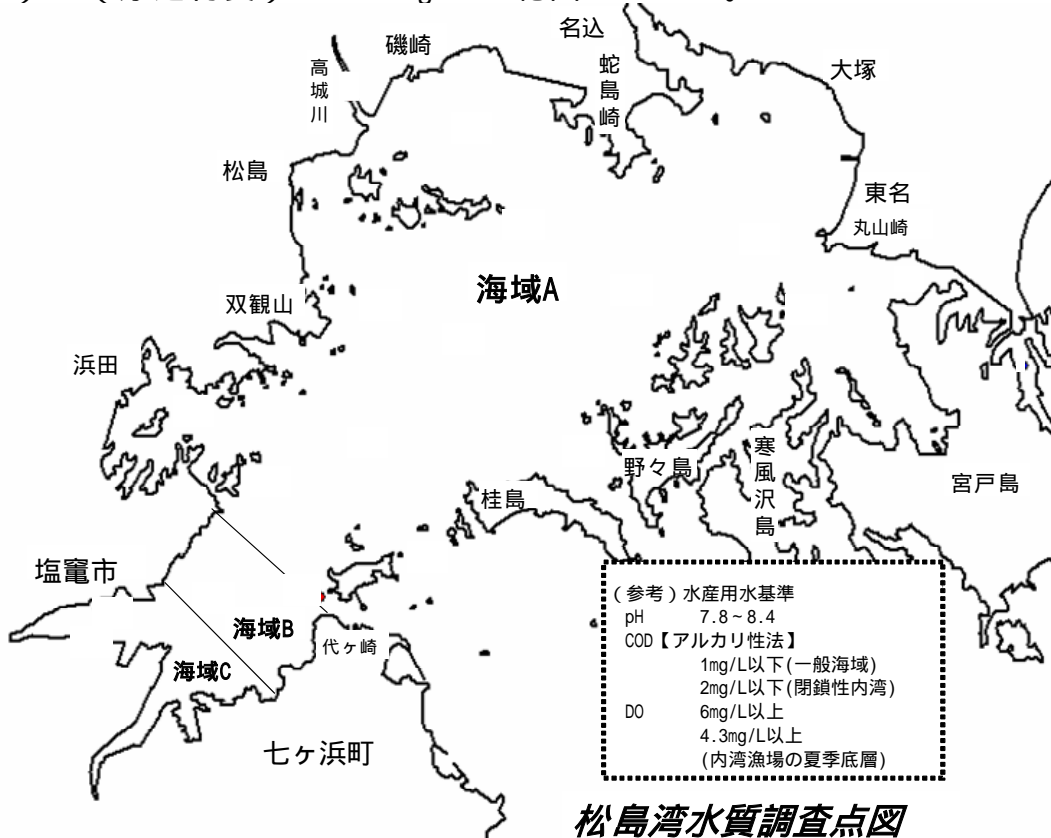 名込
磯崎
高城川
蛇島崎
大塚
松島
東名
丸山崎
海域A
双観山
浜田
野々島
寒風沢島
宮戸島
桂島
塩竃市
海域B
代ヶ崎
海域C
七ヶ浜町
(参考)水産用水基準
pH 7.8~8.4
COD【アルカリ性法】
1mg/L以下(一般海域)
2mg/L以下(閉鎖性内湾)
DO 6mg/L以上
4.3mg/L以上
(内湾漁場の夏季底層)
松島湾水質調査点図